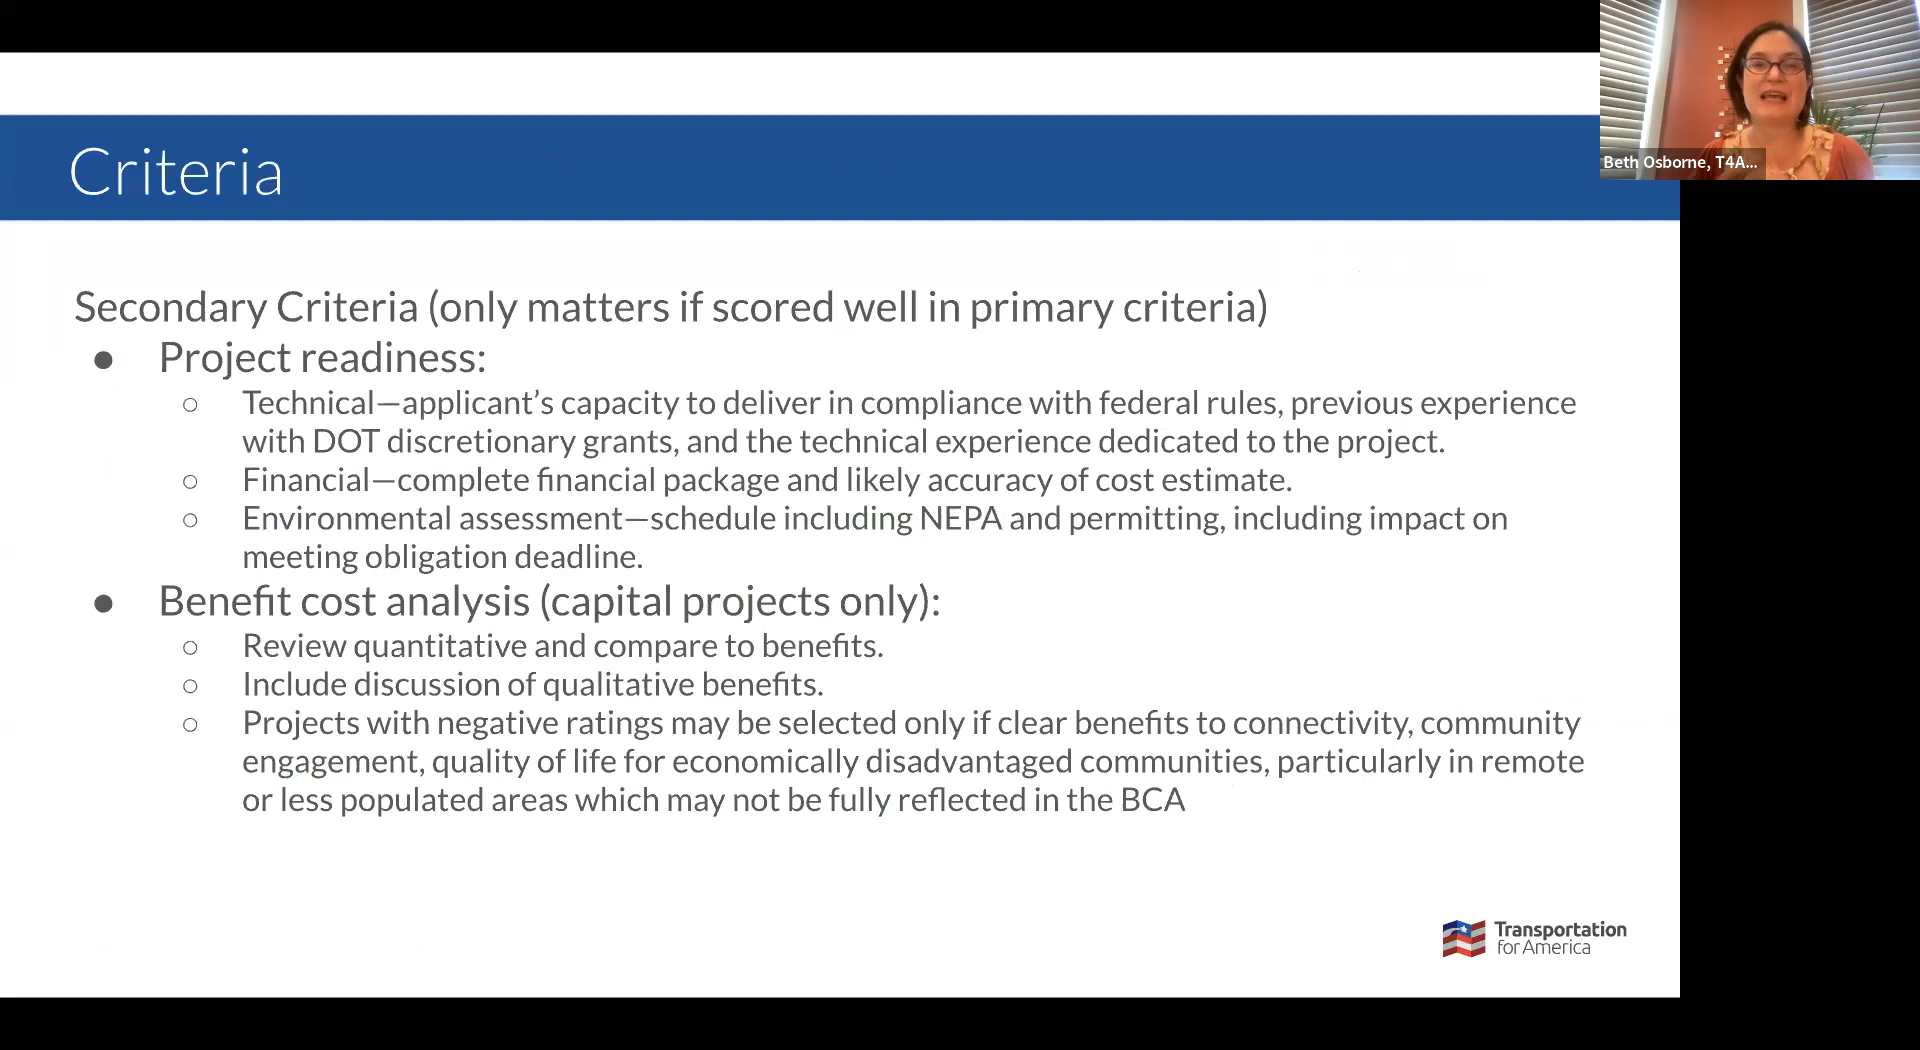 Criteria
Beth Osborne, T4A...
Secondary Criteria (only matters if scored well in primary criteria)
● Project readiness:
○ Technical—applicant’s capacity to deliver in compliance with federal rules, previous experience
with DOT discretionary grants, and the technical experience dedicated to the project.
○ Financial—complete financial package and likely accuracy of cost estimate.
○ Environmental assessment—schedule including NEPA and permitting, including impact on
meeting obligation deadline.
● Benefit cost analysis (capital projects only):
○ Review quantitative and compare to benefits.
○ Include discussion of qualitative benefits.
○ Projects with negative ratings may be selected only if clear benefits to connectivity, community
engagement, quality of life for economically disadvantaged communities, particularly in remote
or less populated areas which may not be fully reflected in the BCA
Transportation
for America